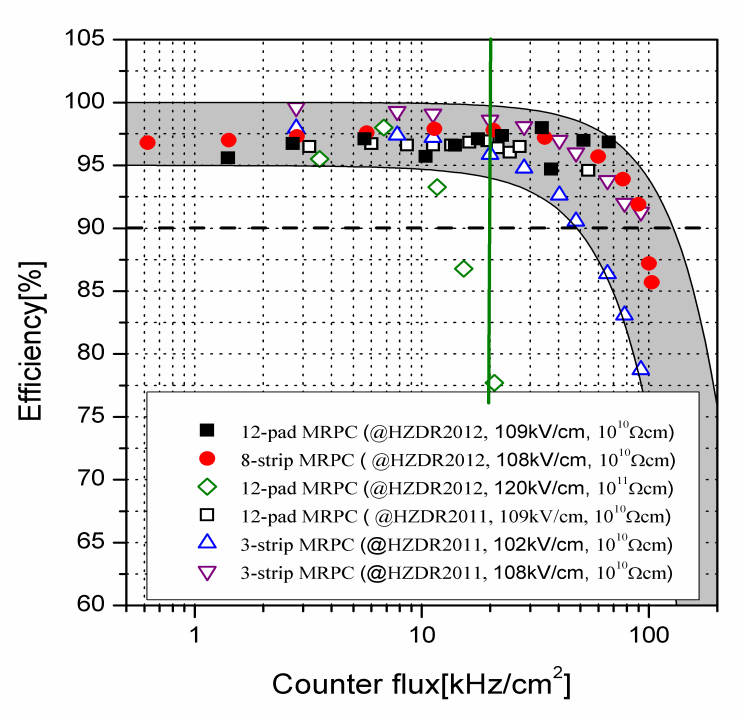 105
100
95
90
85
80
75
70
65
60
Efficiency[%]
12-pad MRPC (@HZDR2012, 109kV/cm, 10¹⁰Ωcm)
8-strip MRPC ( @HZDR2012, 108kV/cm, 10¹⁰Ωcm)
12-pad MRPC (@HZDR2012, 120kV/cm, 10¹¹Ωcm)
12-pad MRPC ( @HZDR2011, 109kV/cm, 10¹⁰Ωcm)
3-strip MRPC (@HZDR2011, 102kV/cm, 10¹⁰Ωcm)
3-strip MRPC (@HZDR2011, 108kV/cm, 10¹⁰Ωcm)
1 10 100
Counter flux[kHz/cm²]